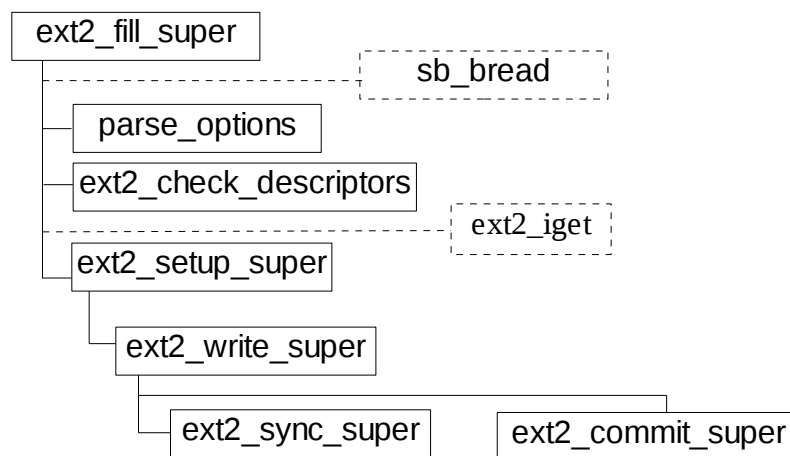 ext2_fill_super
sb_bread
parse_options
ext2_check_descriptors
ext2_iget
ext2_setup_super
ext2_write_super
ext2_sync_super
ext2_commit_super